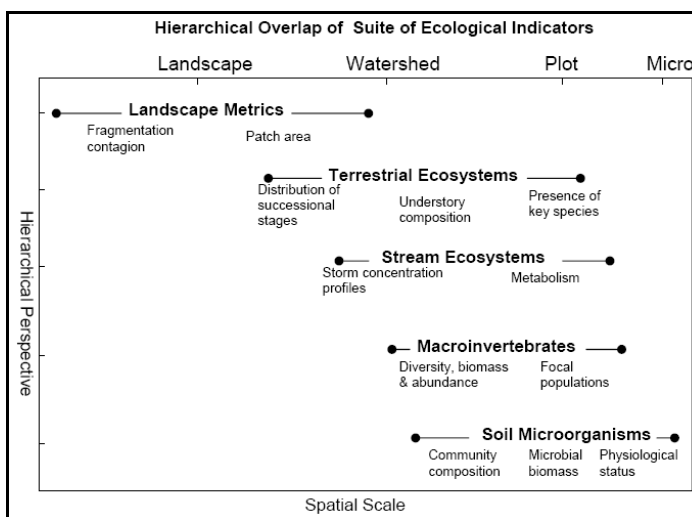 Hierarchical Overlap of Suite of Ecological Indicators
Landscape Watershed Plot Micro
Landscape Metrics
Fragmentation
contagion
Patch area
Terrestrial Ecosystems
Distribution of
successional
stages
Understory
composition
Presence of
key species
Stream Ecosystems
Storm concentration
profiles
Metabolism
Macroinvertebrates
Diversity, biomass
& abundance
Focal
populations
Soil Microorganisms
Community
composition
Microbial
biomass
Physiological
status
Hierarchical Perspective
Spatial Scale